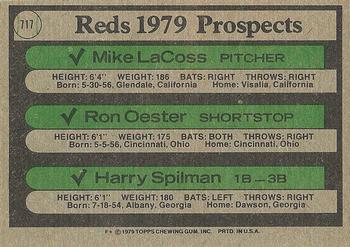 717
Reds 1979 Prospects
Mike LaCoss PITCHER
HEIGHT: 6'4" WEIGHT: 186 BATS: RIGHT THROWS: RIGHT
Born: 5-30-56, Glendale, California Home: Visalia, California
Ron Oester SHORTSTOP
HEIGHT: 6'1" WEIGHT: 175 BATS: BOTH THROWS: RIGHT
Born: 5-5-56, Cincinnati, Ohio Home: Cincinnati, Ohio
Harry Spilman 1B—3B
HEIGHT: 6'1" WEIGHT: 180 BATS: LEFT THROWS: RIGHT
Born: 7-18-54, Albany, Georgia Home: Dawson, Georgia
© 1979 TOPPS CHEWING GUM, INC. PRTD. IN U.S.A.